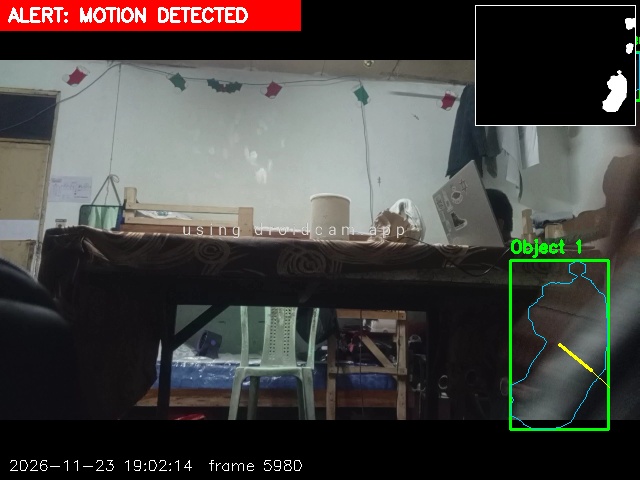 ALERT: MOTION DETECTED
using droidcam app
Object 1
2026-11-23 19:02:14 frame 5980